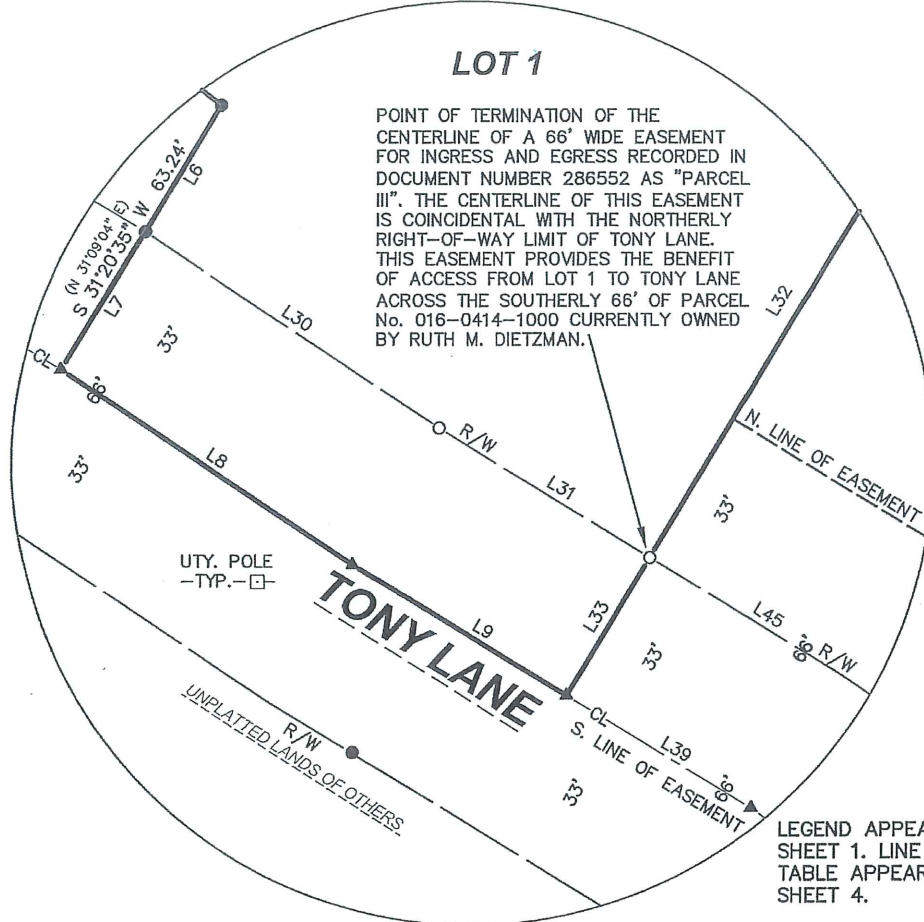 LOT 1
POINT OF TERMINATION OF THE
CENTERLINE OF A 66' WIDE EASEMENT
FOR INGRESS AND EGRESS RECORDED IN
DOCUMENT NUMBER 286552 AS "PARCEL
III". THE CENTERLINE OF THIS EASEMENT
IS COINCIDENTAL WITH THE NORTHERLY
RIGHT-OF-WAY LIMIT OF TONY LANE.
THIS EASEMENT PROVIDES THE BENEFIT
OF ACCESS FROM LOT 1 TO TONY LANE
ACROSS THE SOUTHERLY 66' OF PARCEL
No. 016-0414-1000 CURRENTLY OWNED
BY RUTH M. DIETZMAN.
63.24'
L6
(N 31°09'04" E)
S 31°20'35" W
L7
33'
L30
L32
CL
66'
R/W
N. LINE OF EASEMENT
33'
L8
L31
33'
UTY. POLE
-TYP.-
TONY LANE
L9
L33
33'
L45
66'
R/W
CL
L39
66'
S. LINE OF EASEMENT
33'
R/W
UNPLATTED LANDS OF OTHERS
LEGEND APPEA
SHEET 1. LINE
TABLE APPEAR
SHEET 4.